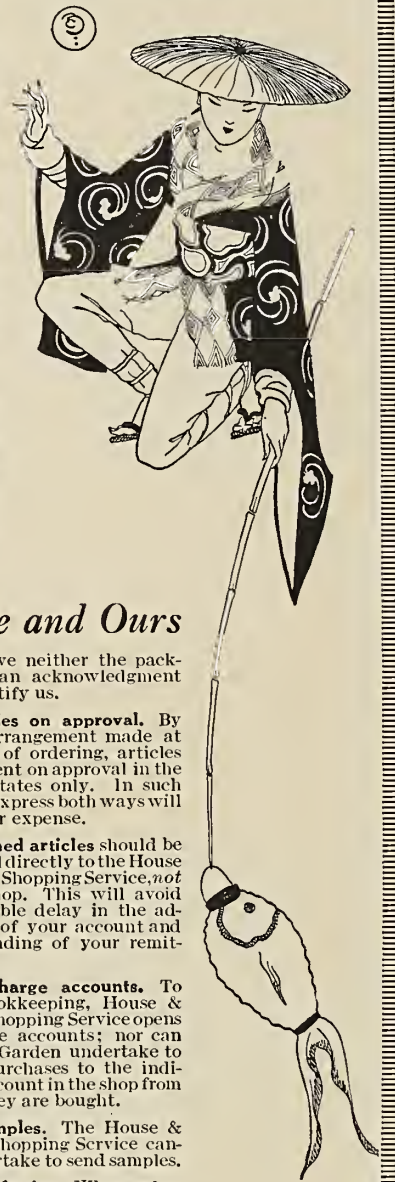 e and Ours
ve neither the pack-
an acknowledgment
tify us.
es on approval. By
rrangement made at
of ordering, articles
ent on approval in the
tates only. In such
xpress both ways will
r expense.
ned articles should be
d directly to the House
Shopping Service, not
op. This will avoid
ble delay in the ad-
of your account and
ding of your remit-
harge accounts. To
okkeeping, House &
hopping Service opens
e accounts; nor can
Garden undertake to
urchases to the indi-
count in the shop from
ey are bought.
ples. The House &
hopping Service can-
rtake to send samples.